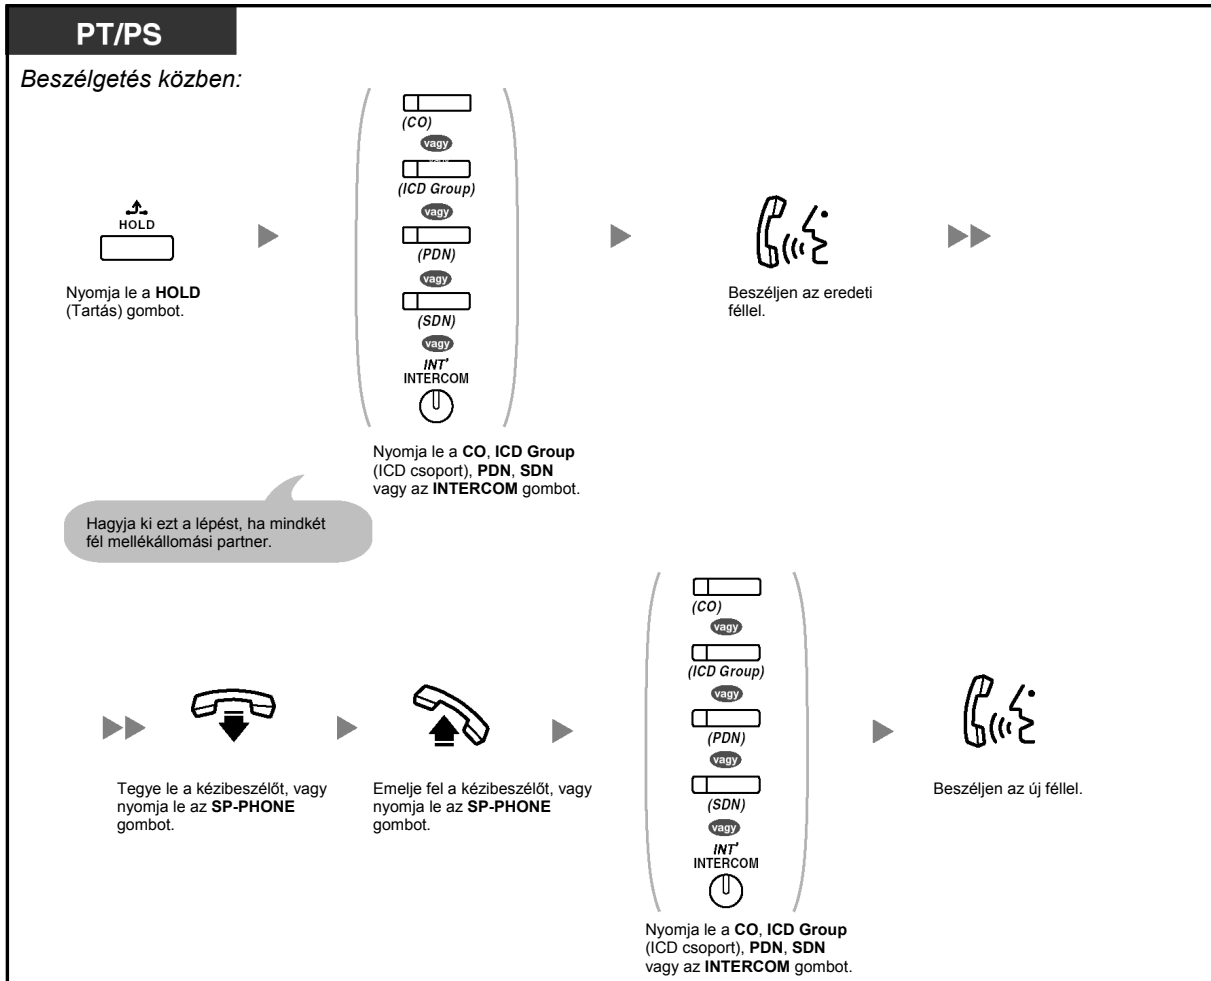 PT/PS
Beszélgetés közben:
HOLD
Nyomja le a HOLD
(Tartás) gombot.
(CO)
vagy
(ICD Group)
vagy
(PDN)
vagy
(SDN)
vagy
INT'
INTERCOM
Nyomja le a CO, ICD Group
(ICD csoport), PDN, SDN
vagy az INTERCOM gombot.
Beszéljen az eredeti
féllel.
Hagyja ki ezt a lépést, ha mindkét
fél mellékállomási partner.
Tegye le a kézibeszélőt, vagy
nyomja le az SP-PHONE
gombot.
Emelje fel a kézibeszélőt, vagy
nyomja le az SP-PHONE
gombot.
(CO)
vagy
(ICD Group)
vagy
(PDN)
vagy
(SDN)
vagy
INT'
INTERCOM
Nyomja le a CO, ICD Group
(ICD csoport), PDN, SDN
vagy az INTERCOM gombot.
Beszéljen az új féllel.